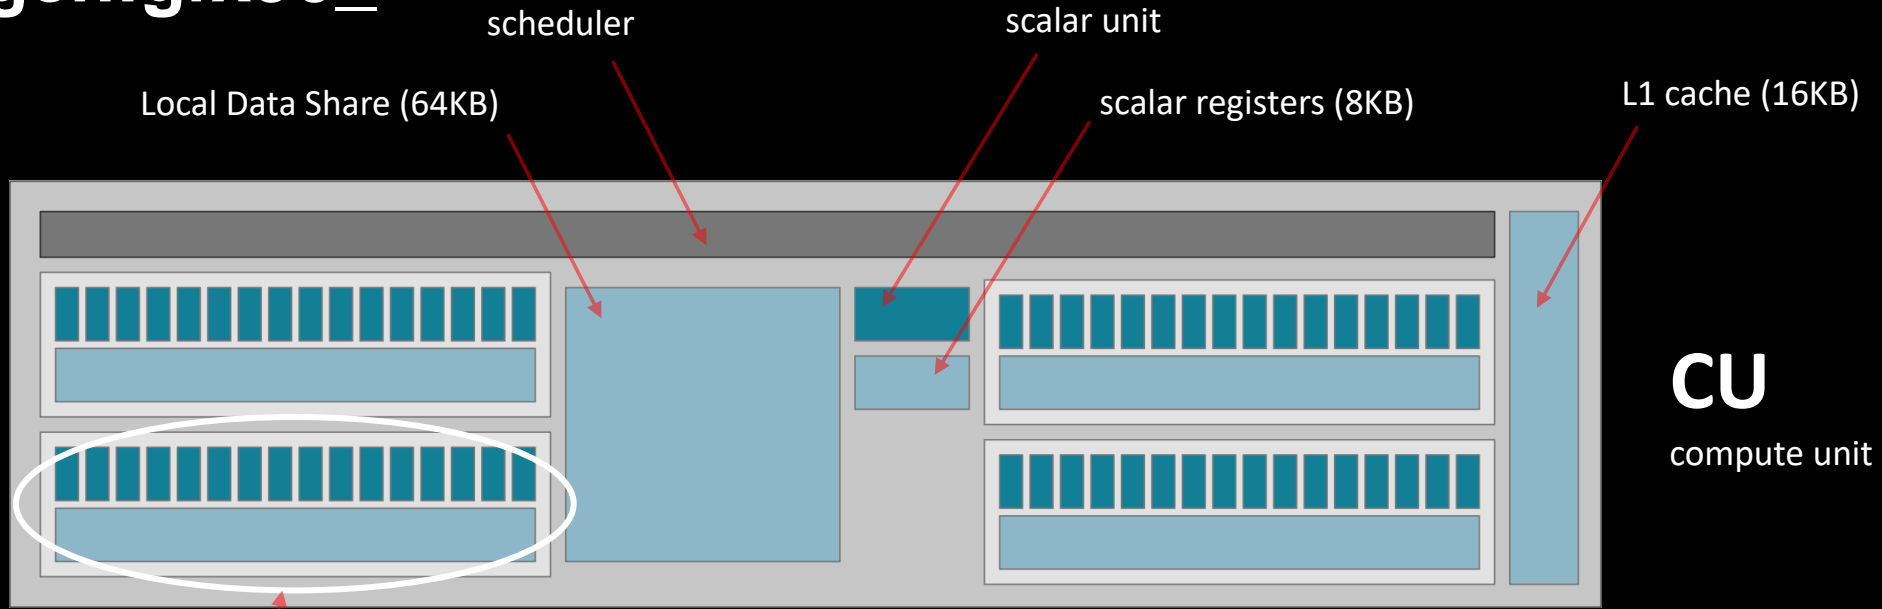 scheduler
scalar unit
Local Data Share (64KB)
scalar registers (8KB)
L1 cache (16KB)
CU
compute unit